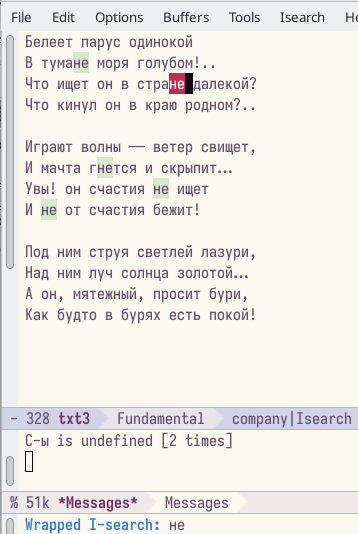 File Edit Options Buffers Tools Isearch He
Белеет парус одинокой
В тумане моря голубом!..
Что ищет он в стране далекой?
Что кинул он в краю родном?..
Играют волны — ветер свищет,
И мачта гнется и скрыпит…
Увы! он счастия не ищет
И не от счастия бежит!
Под ним струя светлей лазури,
Над ним луч солнца золотой…
А он, мятежный, просит бури,
Как будто в бурях есть покой!
- 328 txt3 Fundamental company|Isearch
C-ы is undefined [2 times]
% 51k *Messages* Messages
Wrapped I-search: не